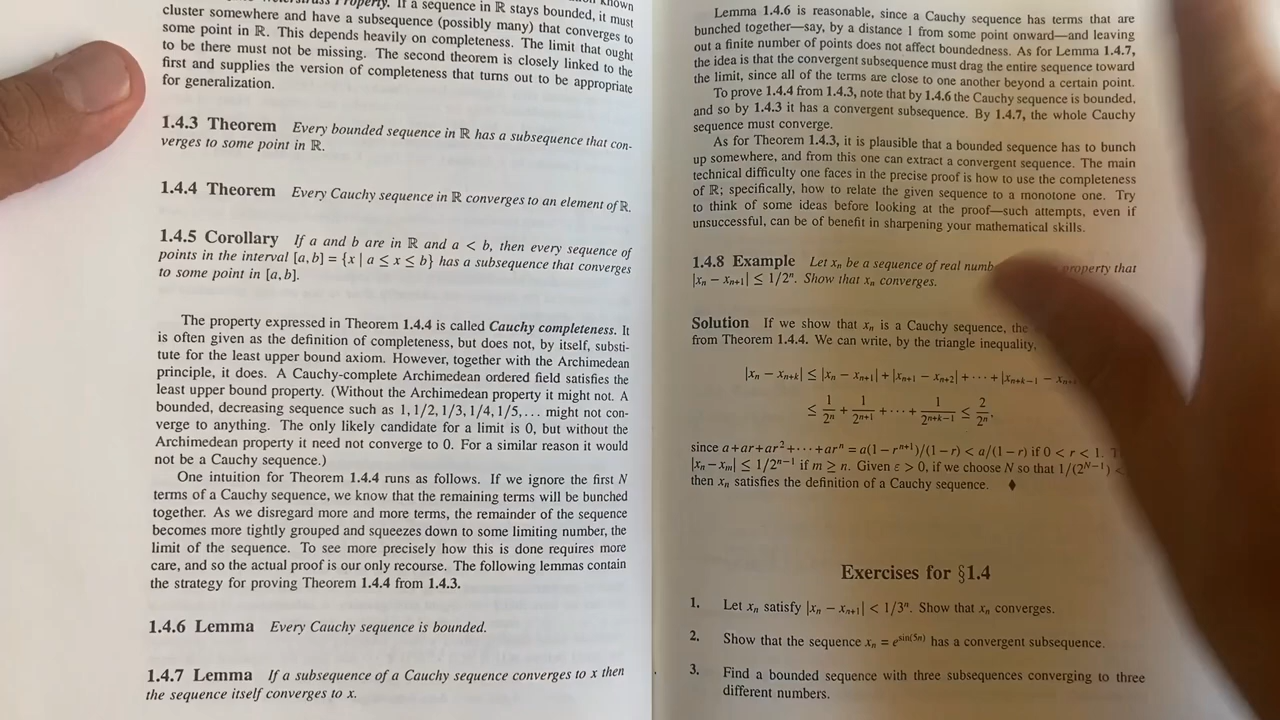 Property. If a sequence in ℝ stays bounded, it must
cluster somewhere and have a subsequence (possibly many) that converges to
some point in ℝ. This depends heavily on completeness. The limit that ought
to be there must not be missing. The second theorem is closely linked to the
first and supplies the version of completeness that turns out to be appropriate
for generalization.
1.4.3 Theorem Every bounded sequence in ℝ has a subsequence that con-
verges to some point in ℝ.
1.4.4 Theorem Every Cauchy sequence in ℝ converges to an element of ℝ.
1.4.5 Corollary If a and b are in ℝ and a < b, then every sequence of
points in the interval [a, b] = {x | a ≤ x ≤ b} has a subsequence that converges
to some point in [a, b].
The property expressed in Theorem 1.4.4 is called Cauchy completeness. It
is often given as the definition of completeness, but does not, by itself, substi-
tute for the least upper bound axiom. However, together with the Archimedean
principle, it does. A Cauchy-complete Archimedean ordered field satisfies the
least upper bound property. (Without the Archimedean property it might not. A
bounded, decreasing sequence such as 1, 1/2, 1/3, 1/4, 1/5, . . . might not con-
verge to anything. The only likely candidate for a limit is 0, but without the
Archimedean property it need not converge to 0. For a similar reason it would
not be a Cauchy sequence.)
One intuition for Theorem 1.4.4 runs as follows. If we ignore the first N
terms of a Cauchy sequence, we know that the remaining terms will be bunched
together. As we disregard more and more terms, the remainder of the sequence
becomes more tightly grouped and squeezes down to some limiting number, the
limit of the sequence. To see more precisely how this is done requires more
care, and so the actual proof is our only recourse. The following lemmas contain
the strategy for proving Theorem 1.4.4 from 1.4.3.
1.4.6 Lemma Every Cauchy sequence is bounded.
1.4.7 Lemma If a subsequence of a Cauchy sequence converges to x then
the sequence itself converges to x.
Lemma 1.4.6 is reasonable, since a Cauchy sequence has terms that are
bunched together—say, by a distance 1 from some point onward—and leaving
out a finite number of points does not affect boundedness. As for Lemma 1.4.7,
the idea is that the convergent subsequence must drag the entire sequence toward
the limit, since all of the terms are close to one another beyond a certain point.
To prove 1.4.4 from 1.4.3, note that by 1.4.6 the Cauchy sequence is bounded,
and so by 1.4.3 it has a convergent subsequence. By 1.4.7, the whole Cauchy
sequence must converge.
As for Theorem 1.4.3, it is plausible that a bounded sequence has to bunch
up somewhere, and from this one can extract a convergent sequence. The main
technical difficulty one faces in the precise proof is how to use the completeness
of ℝ; specifically, how to relate the given sequence to a monotone one. Try
to think of some ideas before looking at the proof—such attempts, even if
unsuccessful, can be of benefit in sharpening your mathematical skills.
1.4.8 Example Let xₙ be a sequence of real property that
|xₙ − xₙ₊₁| ≤ 1/2ⁿ. Show that xₙ converges.
Solution If we show that xₙ is a Cauchy sequence, the
from Theorem 1.4.4. We can write, by the triangle inequality,
|xₙ − xₙ₊ₖ| ≤ |xₙ − xₙ₊₁| + |xₙ₊₁ − xₙ₊₂| + · · · + |xₙ₊ₖ₋₁ −
≤ 1/2ⁿ + 1/2ⁿ⁺¹ + · · · + 1/2ⁿ⁺ᵏ⁻¹ ≤ 2/2ⁿ,
since a+ar+ar²+· · ·+arⁿ = a(1−rⁿ⁺¹)/(1−r) < a/(1−r) if 0 < r < 1.
|xₙ−xₘ| ≤ 1/2ⁿ⁻¹ if m ≥ n. Given ε > 0, if we choose N so that 1/(2ᴺ⁻¹) <
then xₙ satisfies the definition of a Cauchy sequence. ♦
Exercises for §1.4
1. Let xₙ satisfy |xₙ − xₙ₊₁| < 1/3ⁿ. Show that xₙ converges.
2. Show that the sequence xₙ = e^sin(5n) has a convergent subsequence.
3. Find a bounded sequence with three subsequences converging to three
different numbers.